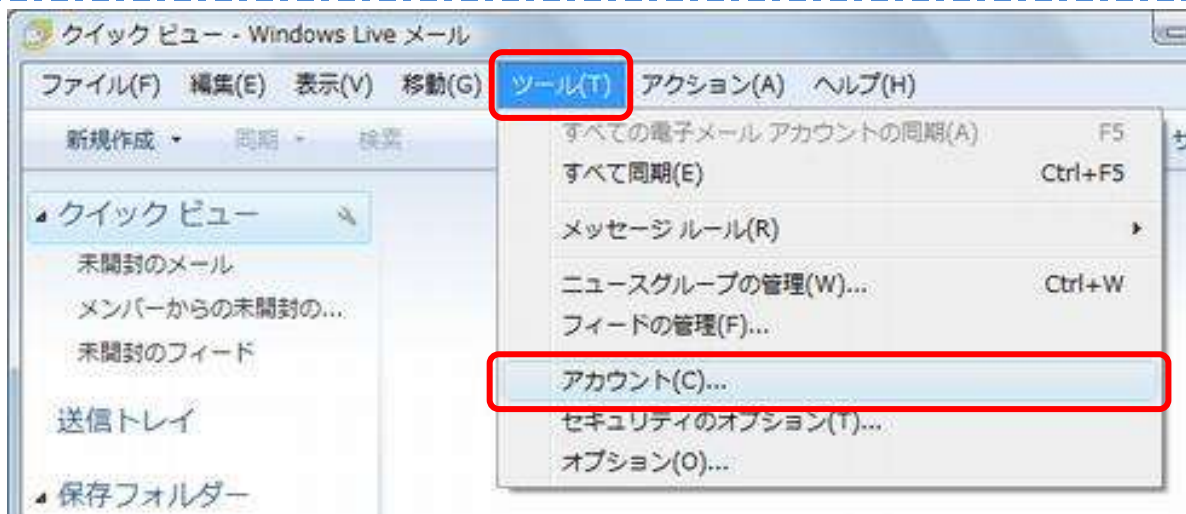 クイック ビュー - Windows Live メール
ファイル(F) 編集(E) 表示(V) 移動(G) ツール(T) アクション(A) ヘルプ(H)
新規作成 同期 検索
すべての電子メール アカウントの同期(A) F5
すべて同期(E) Ctrl+F5
メッセージ ルール(R)
ニュースグループの管理(W)... Ctrl+W
フィードの管理(F)...
アカウント(C)...
セキュリティのオプション(T)...
オプション(O)...
クイック ビュー
未開封のメール
メンバーからの未開封の...
未開封のフィード
送信トレイ
保存フォルダー